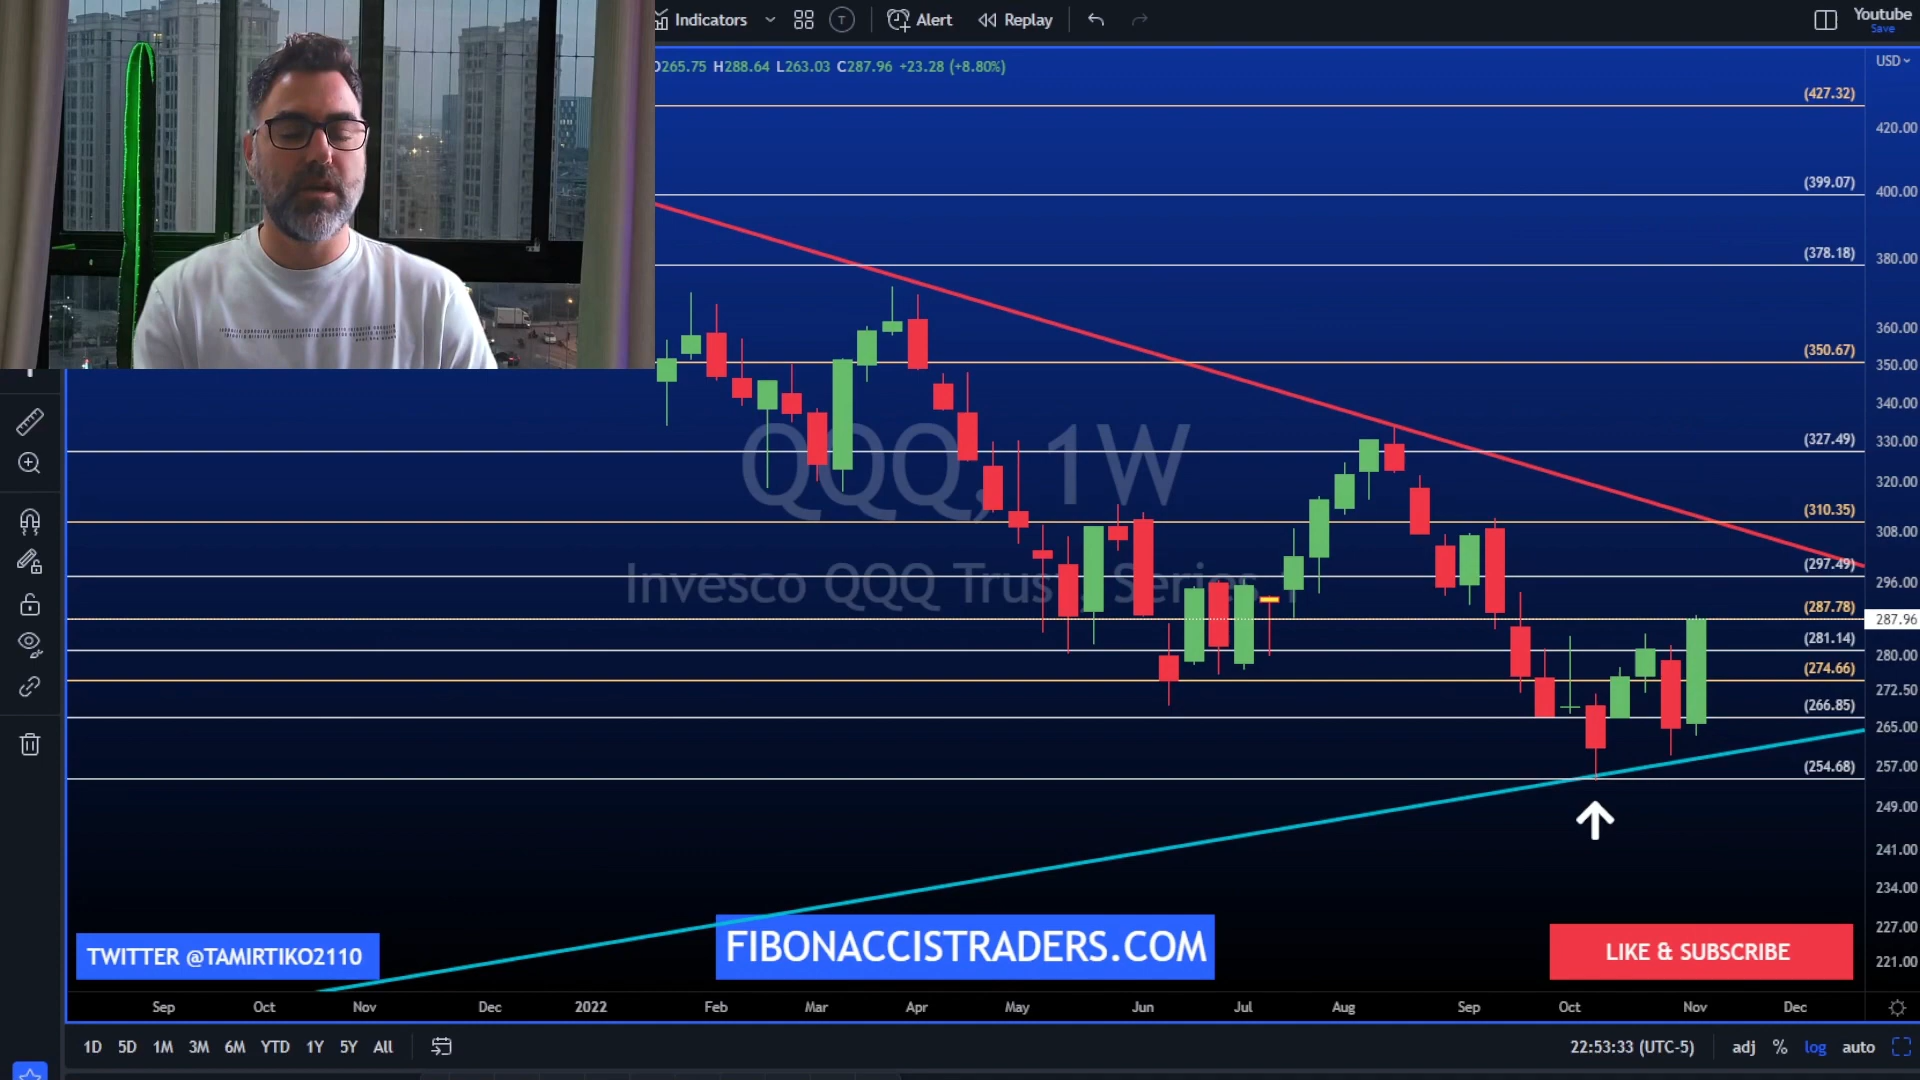 Indicators
T
Alert
Replay
Youtube
Save
265.75 H288.64 L263.03 C287.96 +23.28 (+8.80%)
USD
(427.32)
420.00
(399.07)
400.00
(378.18)
380.00
360.00
(350.67)
350.00
340.00
(327.49)
330.00
QQQ, 1W
320.00
(310.35)
308.00
(297.49)
Invesco QQQ Trust, Series 1
296.00
(287.78)
287.96
(281.14)
280.00
(274.66)
272.50
(266.85)
265.00
(254.68)
257.00
249.00
241.00
234.00
227.00
221.00
TWITTER @TAMIRTIKO2110
FIBONACCISTRADERS.COM
LIKE & SUBSCRIBE
Sep Oct Nov Dec 2022 Feb Mar Apr May Jun Jul Aug Sep Oct Nov Dec
1D 5D 1M 3M 6M YTD 1Y 5Y All
22:53:33 (UTC-5) adj % log auto